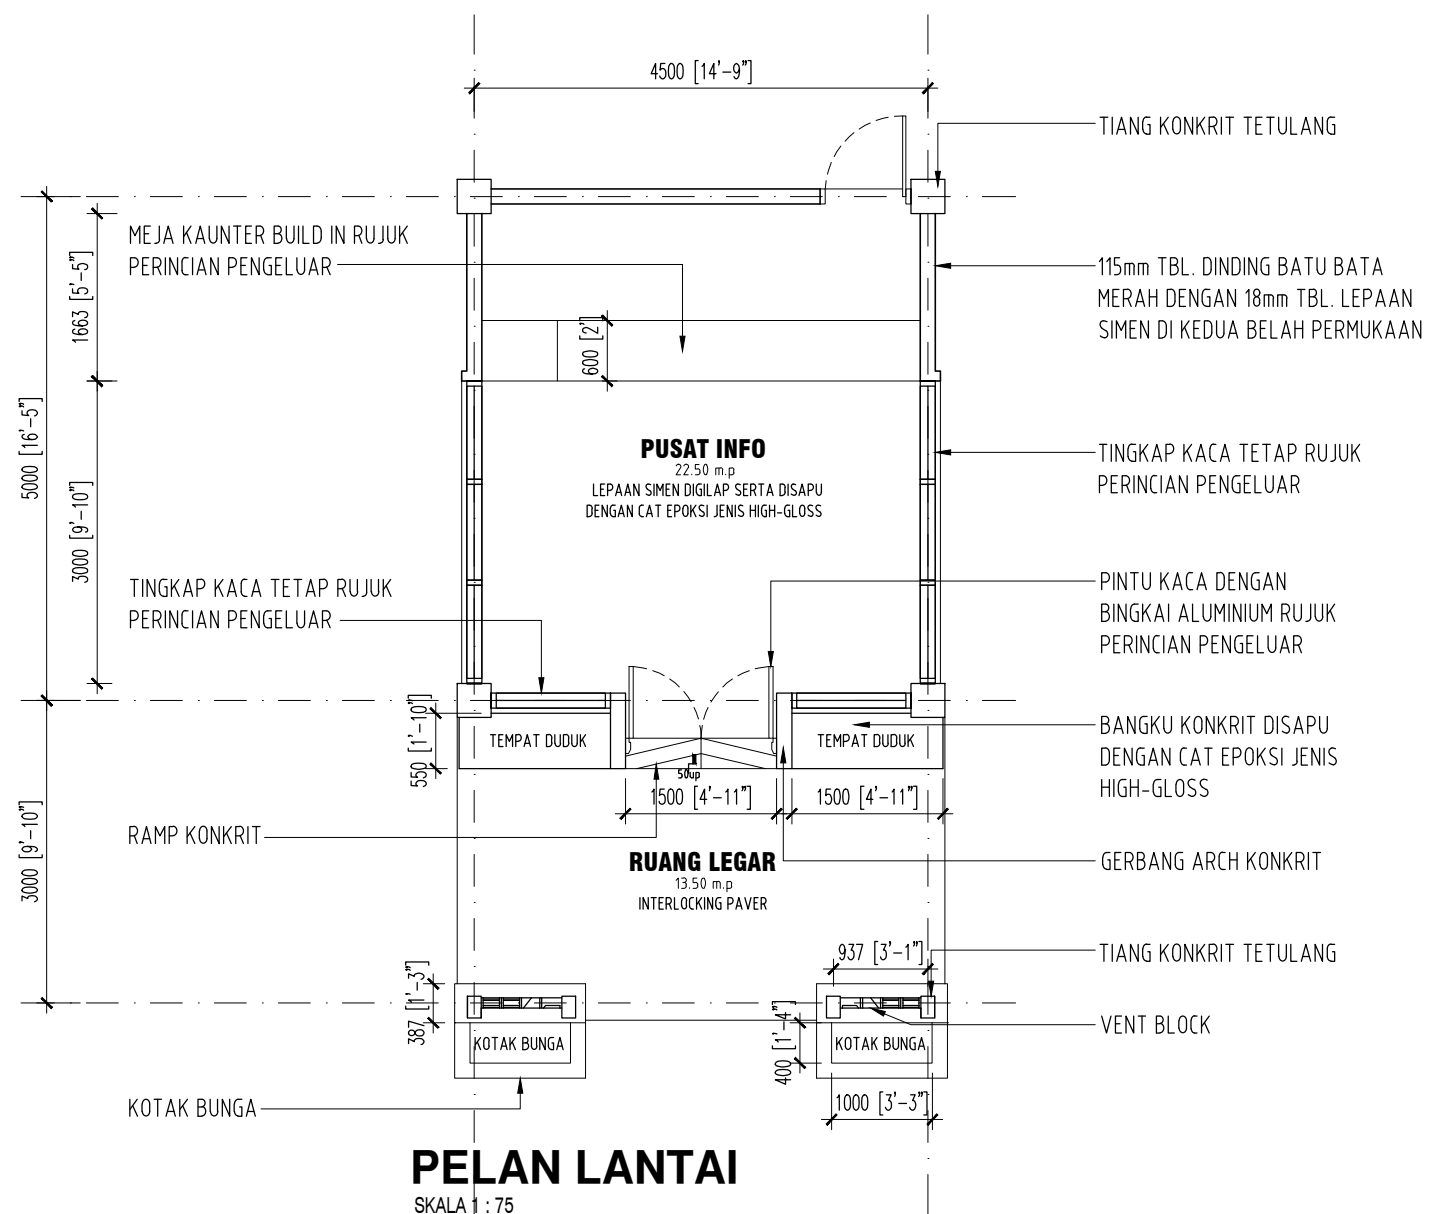 4500 [14'-9"]
TIANG KONKRIT TETULANG
MEJA KAUNTER BUILD IN RUJUK
PERINCIAN PENGELUAR
1663 [5'-5"]
115mm TBL. DINDING BATU BATA
MERAH DENGAN 18mm TBL. LEPAAN
SIMEN DI KEDUA BELAH PERMUKAAN
600 [2']
5000 [16'-5"]
3000 [9'-10"]
PUSAT INFO
22.50 m.p
LEPAAN SIMEN DIGILAP SERTA DISAPU
DENGAN CAT EPOKSI JENIS HIGH-GLOSS
TINGKAP KACA TETAP RUJUK
PERINCIAN PENGELUAR
TINGKAP KACA TETAP RUJUK
PERINCIAN PENGELUAR
PINTU KACA DENGAN
BINGKAI ALUMINIUM RUJUK
PERINCIAN PENGELUAR
550 [1'-10"]
TEMPAT DUDUK
TEMPAT DUDUK
BANGKU KONKRIT DISAPU
DENGAN CAT EPOKSI JENIS
HIGH-GLOSS
50up
1500 [4'-11"]
1500 [4'-11"]
RAMP KONKRIT
3000 [9'-10"]
RUANG LEGAR
13.50 m.p
INTERLOCKING PAVER
GERBANG ARCH KONKRIT
937 [3'-1"]
TIANG KONKRIT TETULANG
387 [1'-3"]
400 [1'-4"]
VENT BLOCK
KOTAK BUNGA
KOTAK BUNGA
1000 [3'-3"]
KOTAK BUNGA
PELAN LANTAI
SKALA 1 : 75